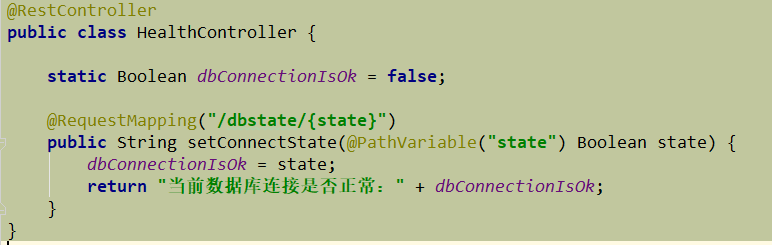 @RestController
public class HealthController {
static Boolean dbConnectionIsOk = false;
@RequestMapping("/dbstate/{state}")
public String setConnectState(@PathVariable("state") Boolean state) {
dbConnectionIsOk = state;
return "当前数据库连接是否正常：" + dbConnectionIsOk;
}
}